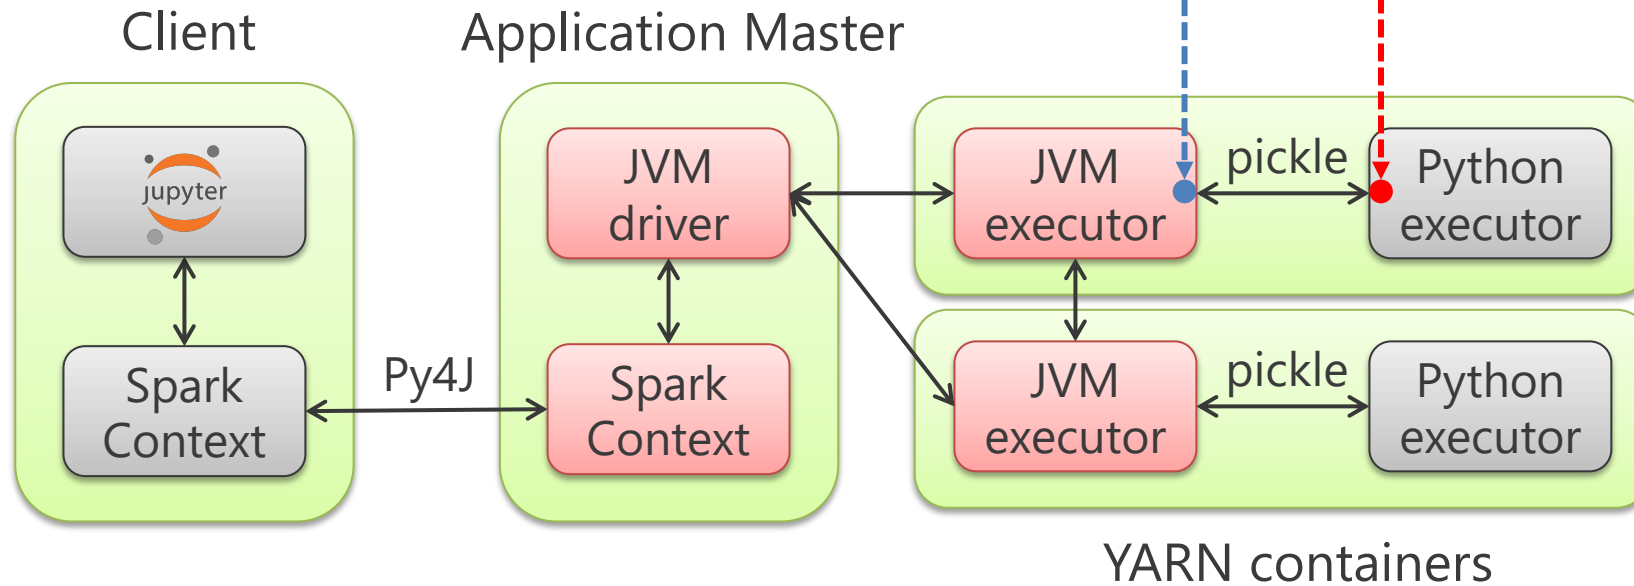 Client
Application Master
jupyter
Spark
Context
Py4J
JVM
driver
Spark
Context
JVM
executor
pickle
Python
executor
JVM
executor
pickle
Python
executor
YARN containers